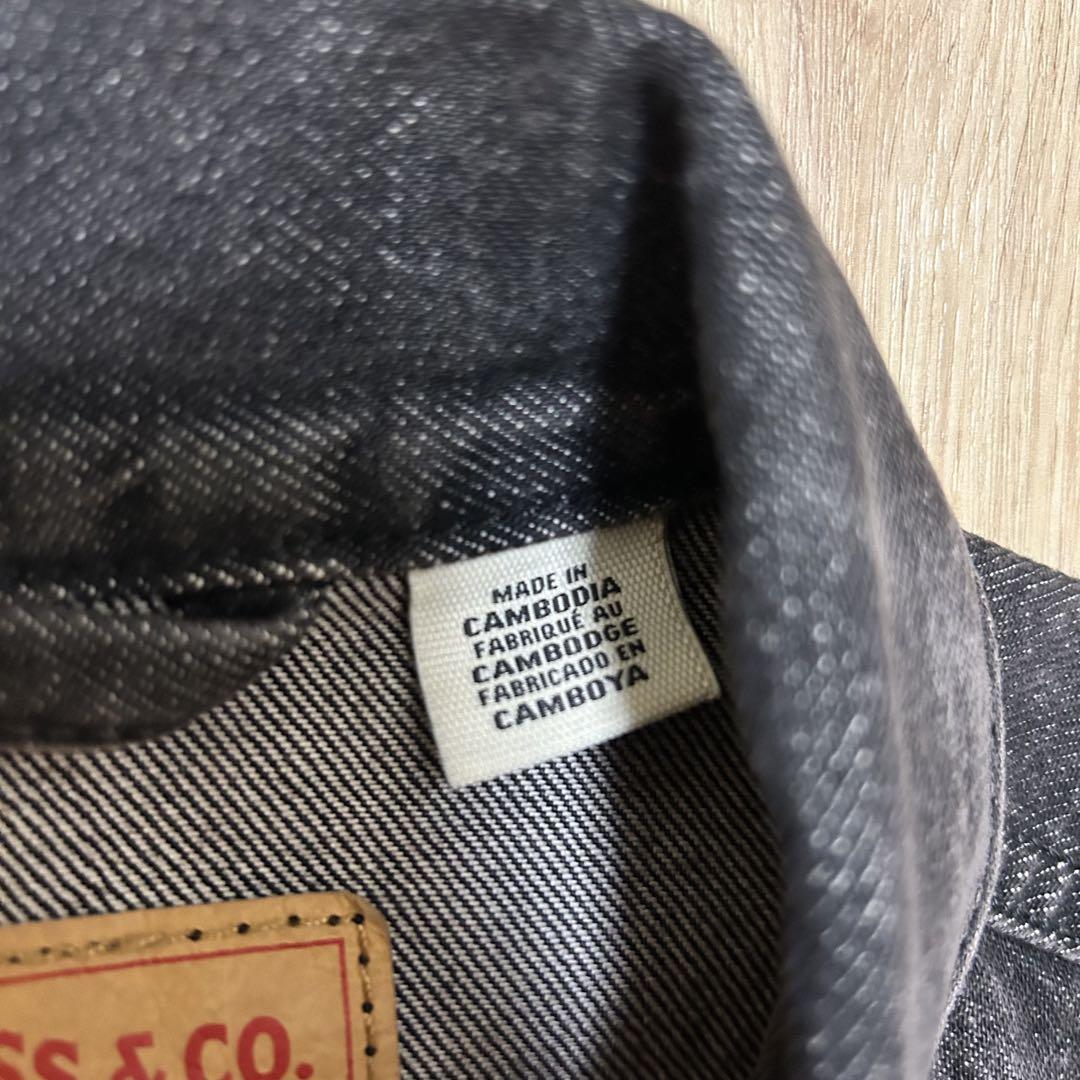 MADE IN
CAMBODIA
FABRIQUÉ AU
CAMBODGE
FABRICADO EN
CAMBOYA
SS & CO.